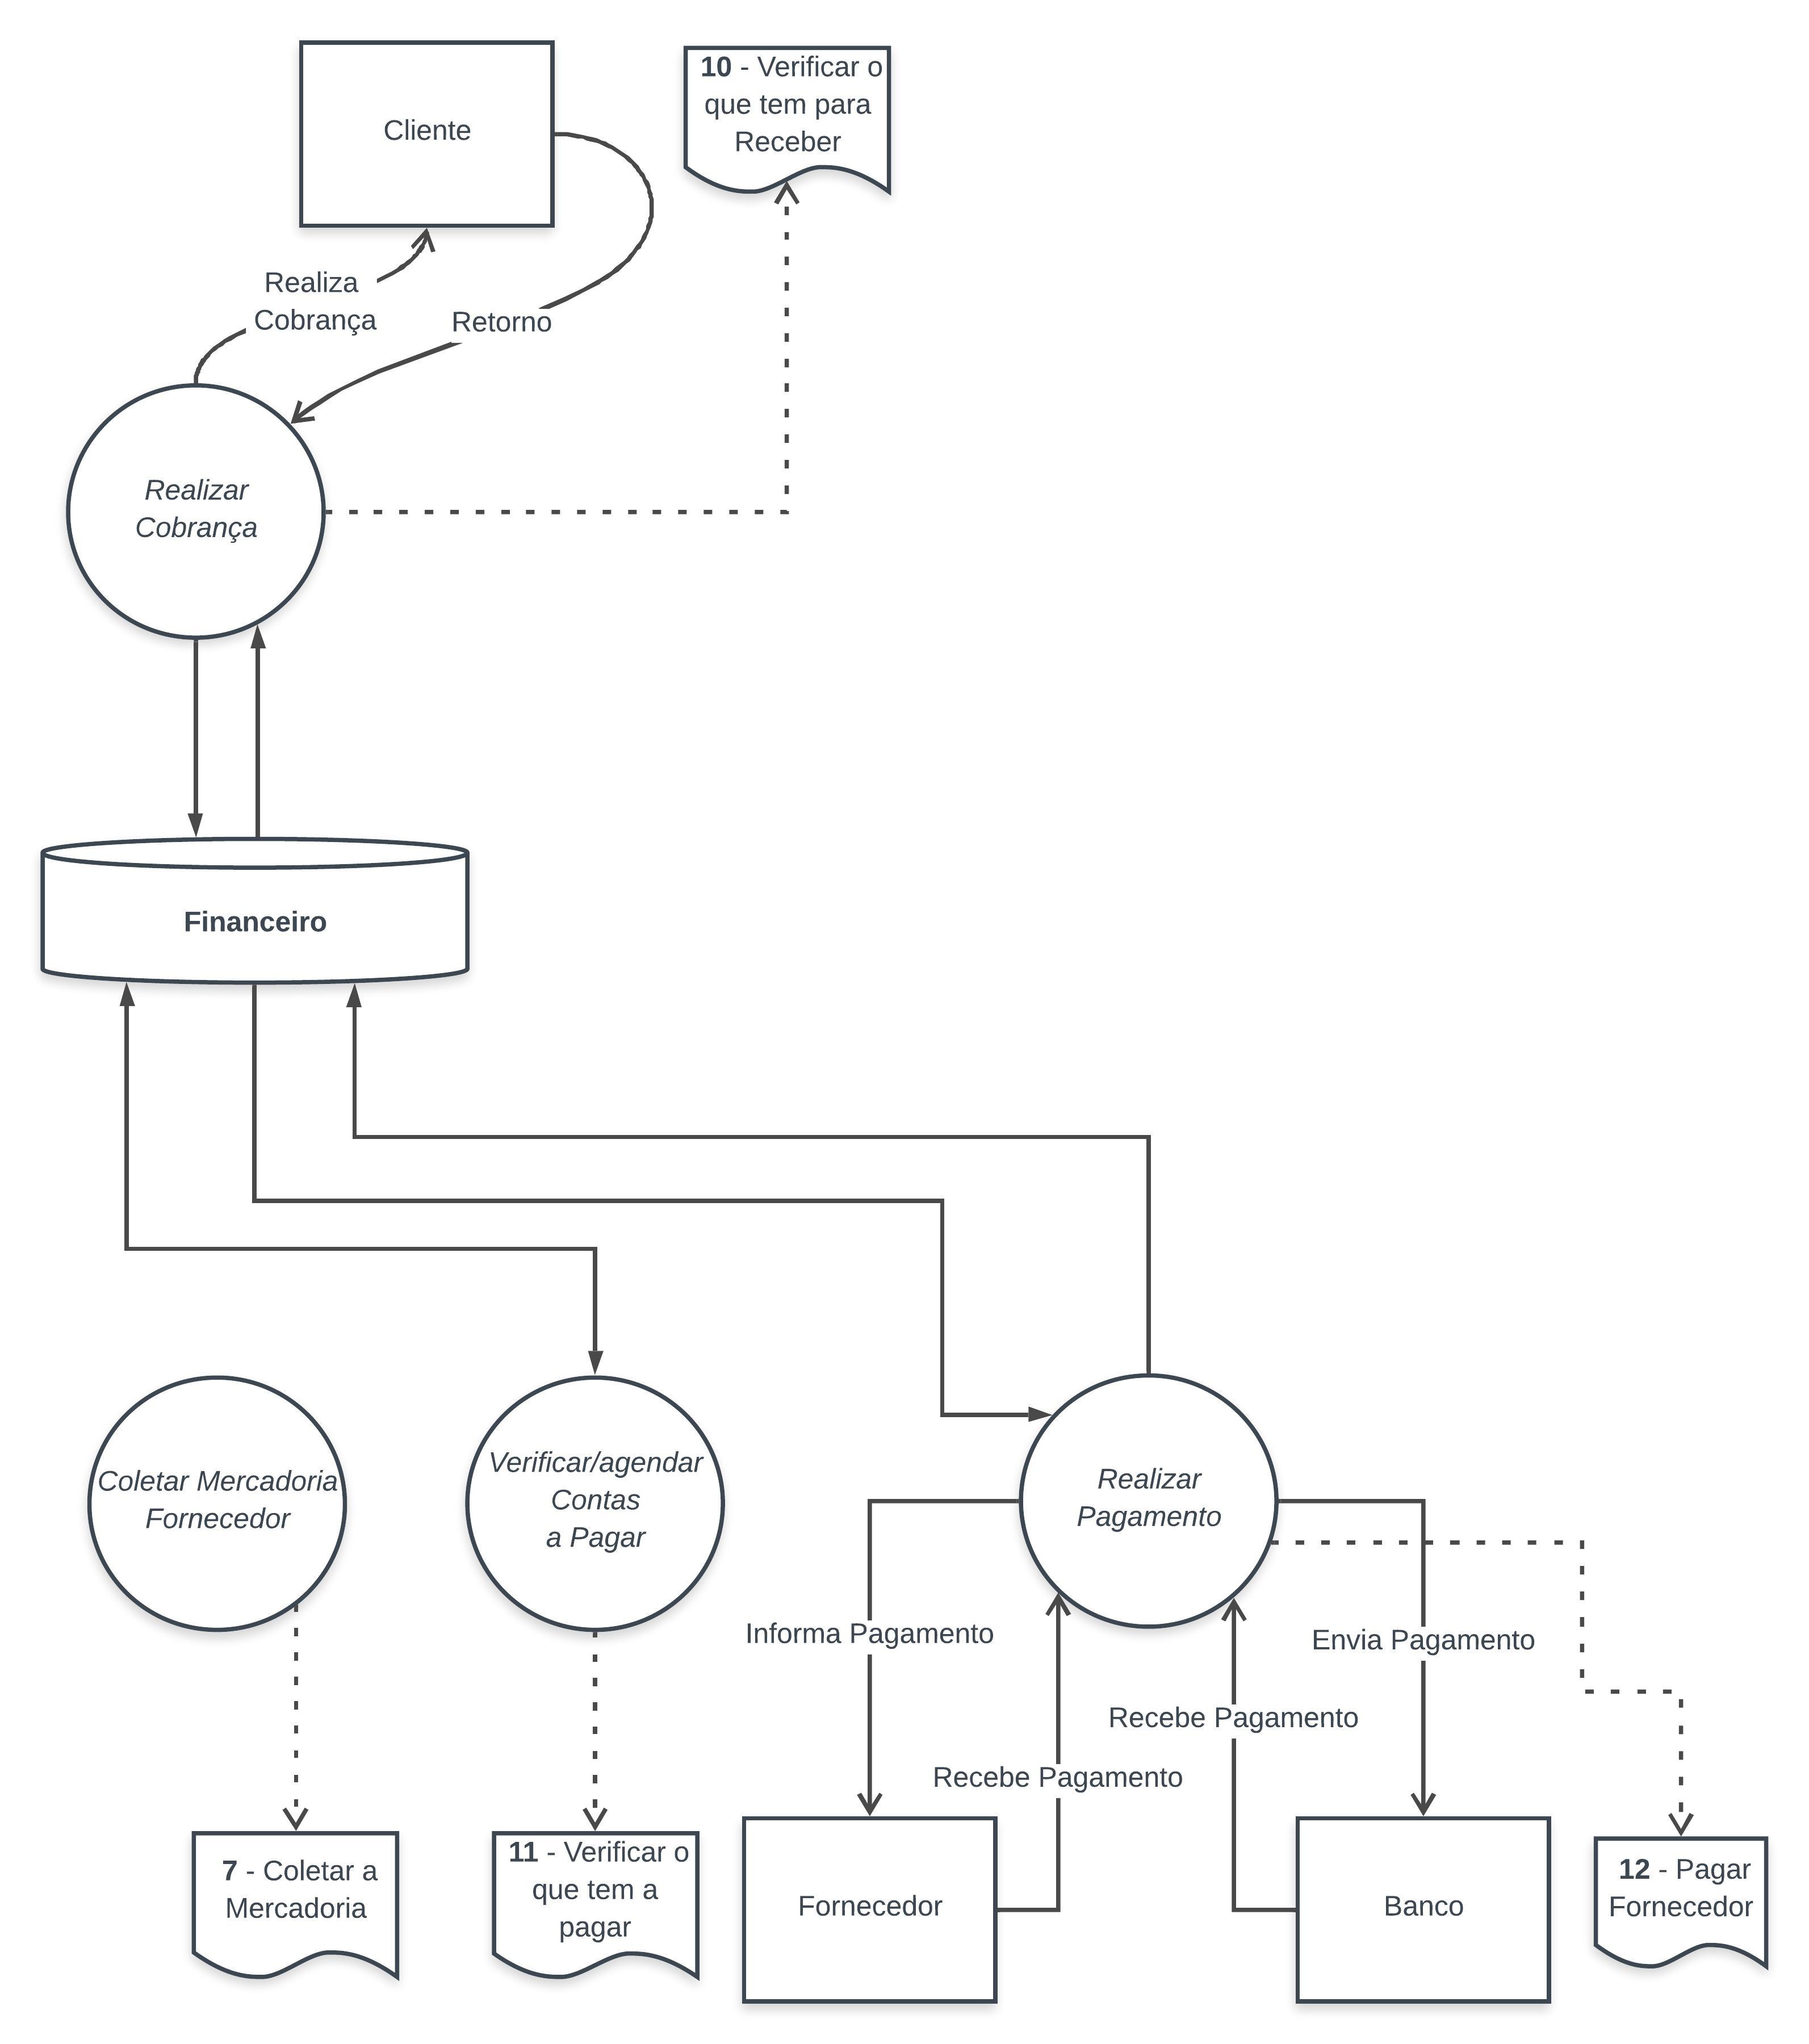 Cliente
10 - Verificar o
que tem para
Receber
Realiza
Cobrança
Retorno
Realizar
Cobrança
Financeiro
Coletar Mercadoria
Fornecedor
Verificar/agendar
Contas
a Pagar
Realizar
Pagamento
Informa Pagamento
Envia Pagamento
Recebe Pagamento
Recebe Pagamento
7 - Coletar a
Mercadoria
11 - Verificar o
que tem a
pagar
Fornecedor
Banco
12 - Pagar
Fornecedor